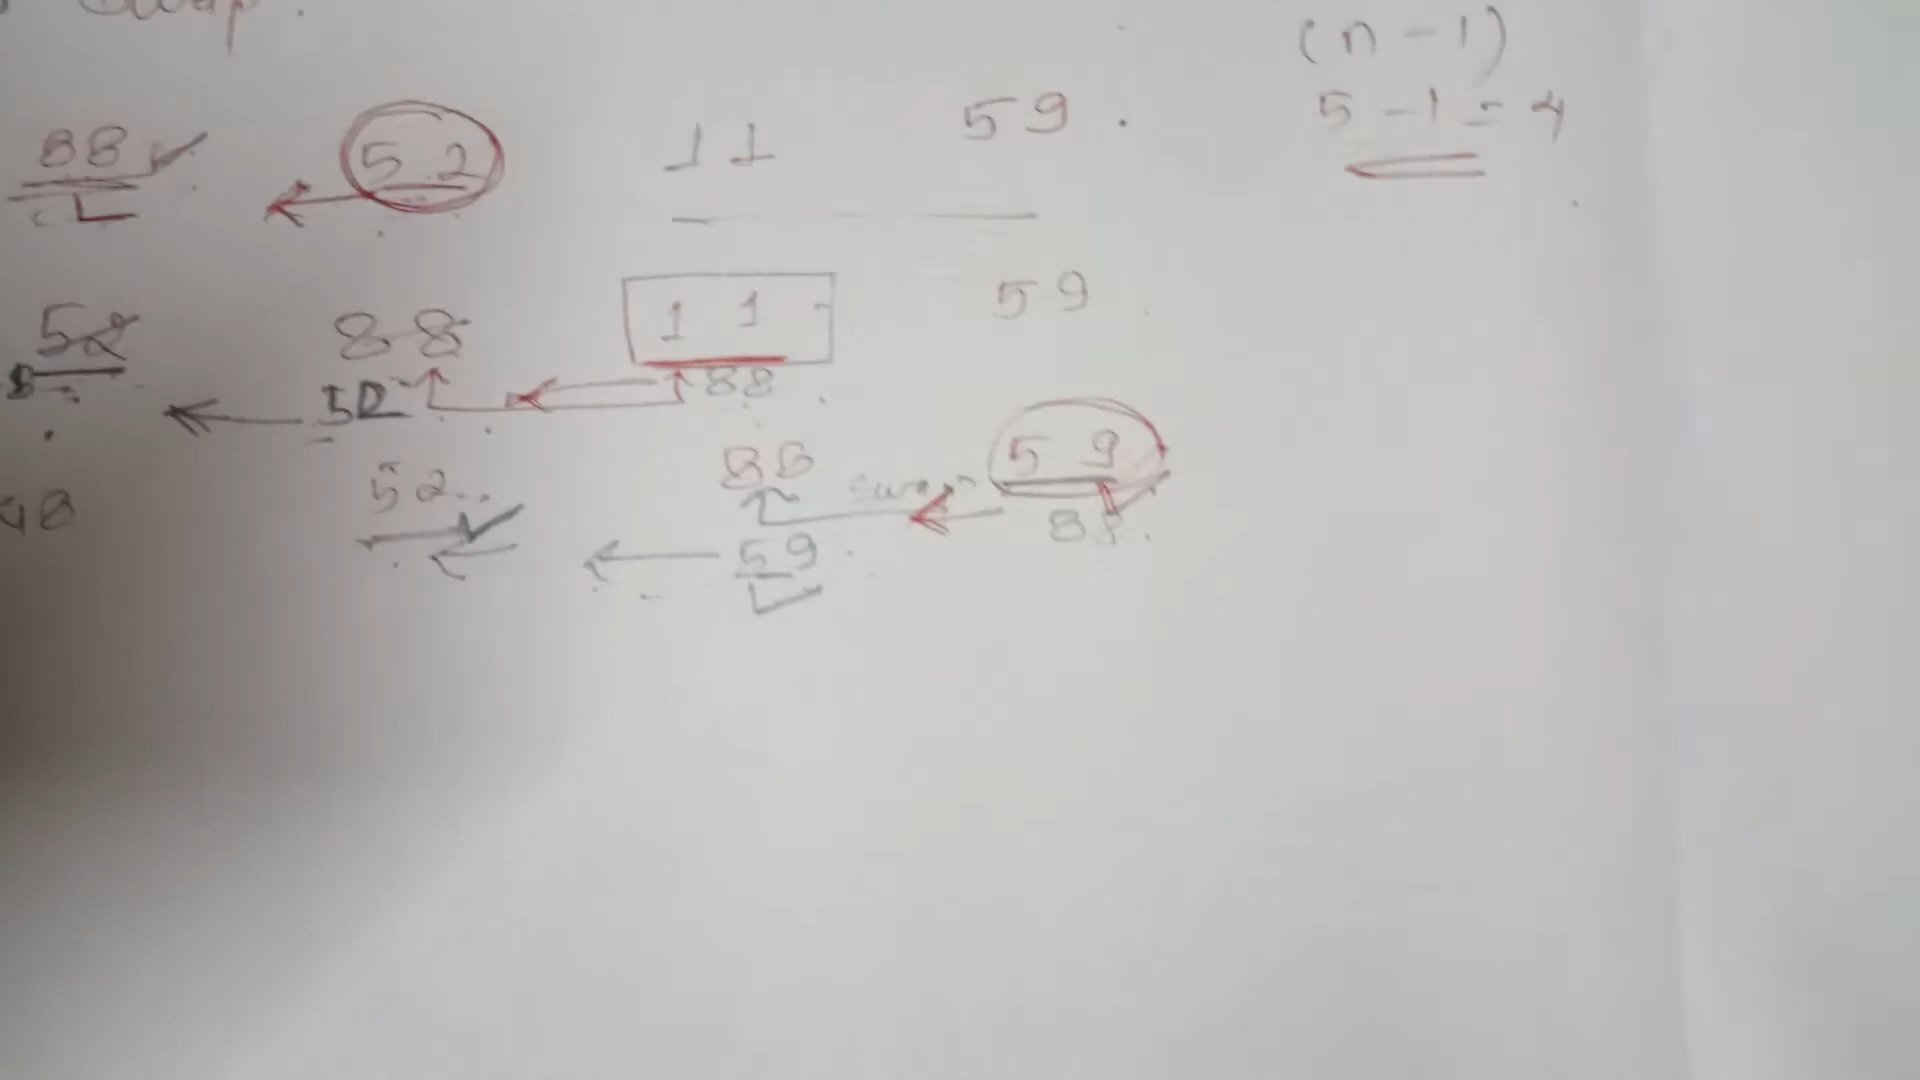 Swap.
(n-1)
88 52 11 59.
5-1=4
52 88 11 59
52 88
52 88 swap 59
48
59 88